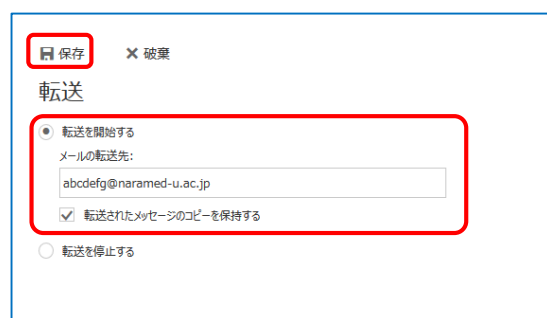 保存 破棄
転送
転送を開始する
メールの転送先:
abcdefg@naramed-u.ac.jp
転送されたメッセージのコピーを保持する
転送を停止する